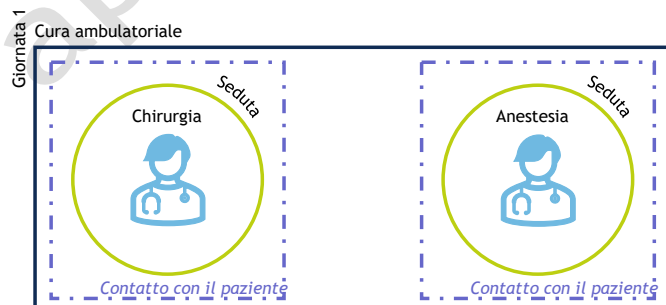 Giornata 1
Cura ambulatoriale
Seduta
Chirurgia
Contatto con il paziente
Seduta
Anestesia
Contatto con il paziente